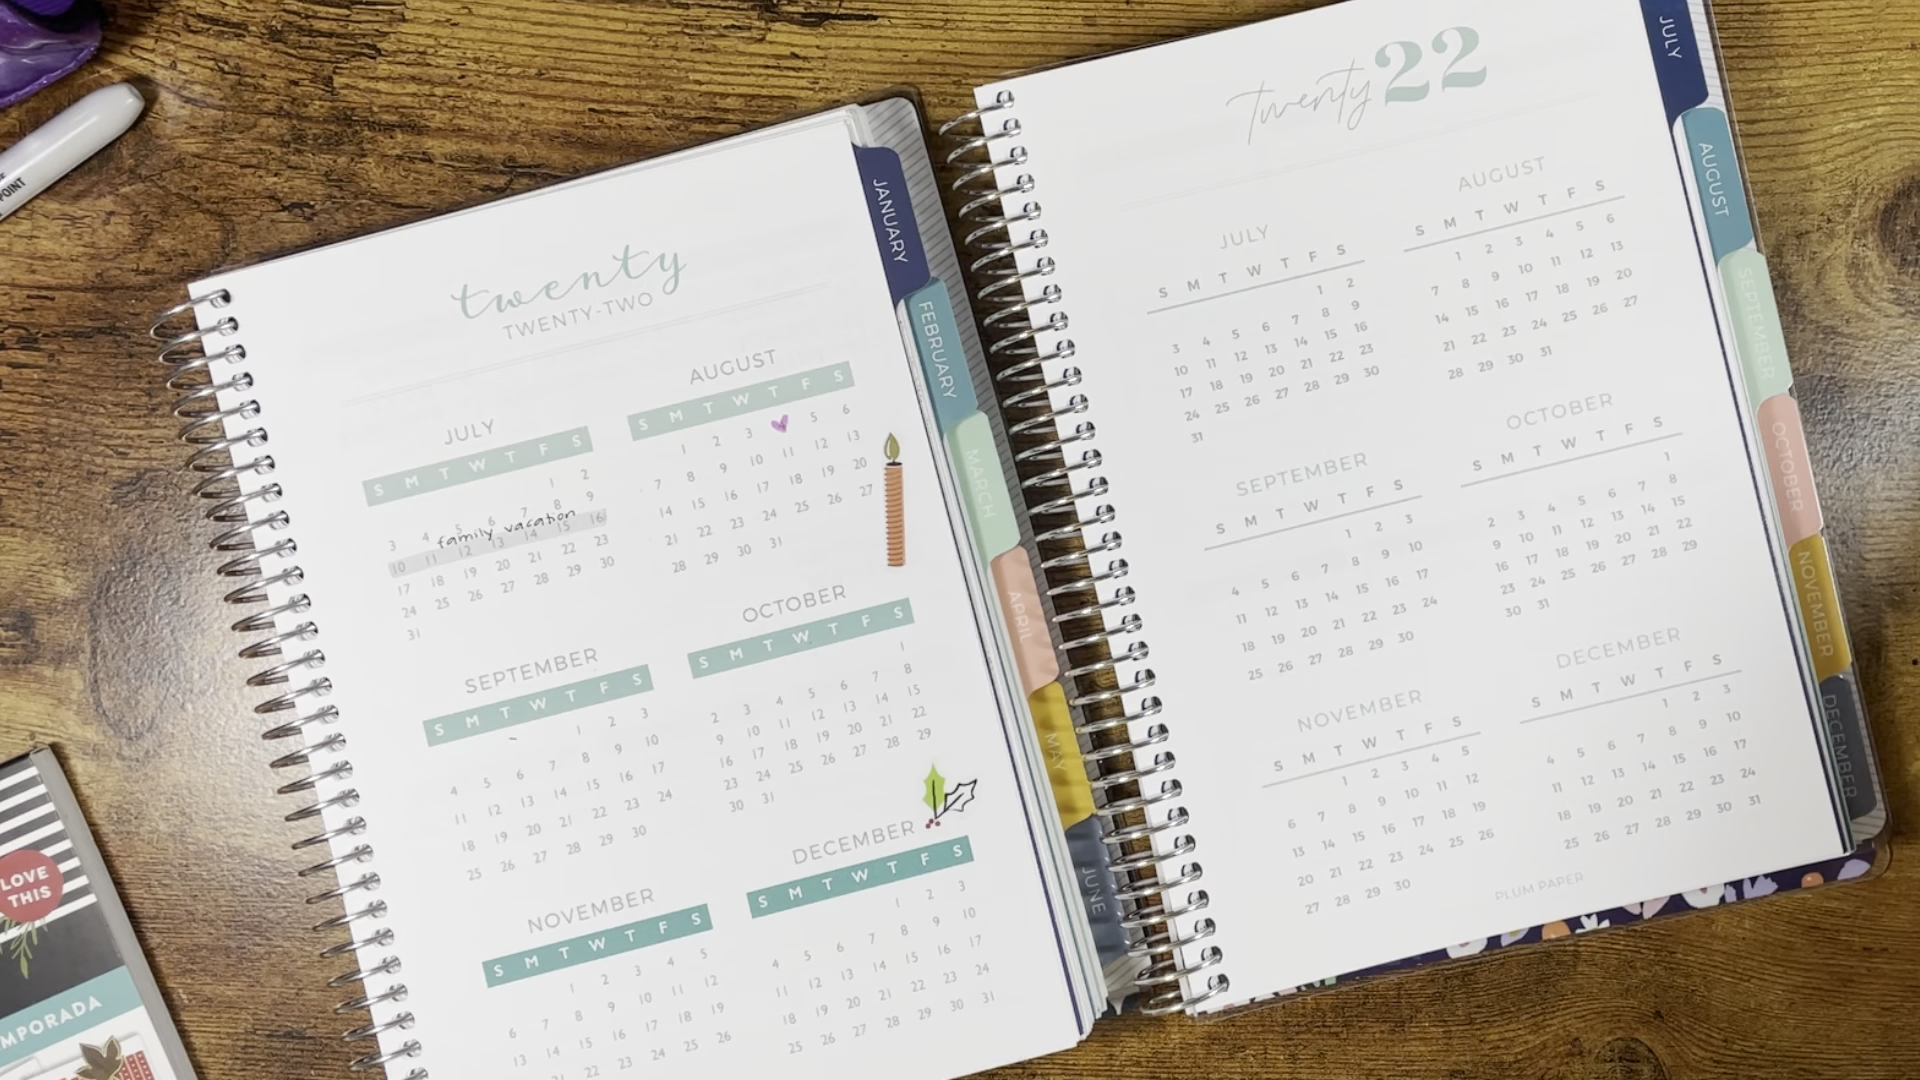 POINT
LOVE
THIS
MPORADA
twenty
TWENTY-TWO
JULY
S M T W T F S
1 2
3 4 5 6 7 8 9
family vacation
10 11 12 13 14 15 16
17 18 19 20 21 22 23
24 25 26 27 28 29 30
31
AUGUST
S M T W T F S
1 2 3 5 6
7 8 9 10 11 12 13
14 15 16 17 18 19 20
21 22 23 24 25 26 27
28 29 30 31
SEPTEMBER
S M T W T F S
1 2 3
4 5 6 7 8 9 10
11 12 13 14 15 16 17
18 19 20 21 22 23 24
25 26 27 28 29 30
OCTOBER
S M T W T F S
1
2 3 4 5 6 7 8
9 10 11 12 13 14 15
16 17 18 19 20 21 22
23 24 25 26 27 28 29
30 31
NOVEMBER
S M T W T F S
1 2 3 4 5
6 7 8 9 10 11 12
13 14 15 16 17 18 19
22 23 24 25 26
DECEMBER
S M T W T F S
1 2 3
4 5 6 7 8 9 10
11 12 13 14 15 16 17
18 19 20 21 22 23 24
25 26 27 28 29 30 31
JANUARY
FEBRUARY
MARCH
APRIL
MAY
JUNE
twenty22
JULY
S M T W T F S
1 2
3 4 5 6 7 8 9
10 11 12 13 14 15 16
17 18 19 20 21 22 23
24 25 26 27 28 29 30
31
AUGUST
S M T W T F S
1 2 3 4 5 6
7 8 9 10 11 12 13
14 15 16 17 18 19 20
21 22 23 24 25 26 27
28 29 30 31
SEPTEMBER
S M T W T F S
1 2 3
4 5 6 7 8 9 10
11 12 13 14 15 16 17
18 19 20 21 22 23 24
25 26 27 28 29 30
OCTOBER
S M T W T F S
1
2 3 4 5 6 7 8
9 10 11 12 13 14 15
16 17 18 19 20 21 22
23 24 25 26 27 28 29
30 31
NOVEMBER
S M T W T F S
1 2 3 4 5
6 7 8 9 10 11 12
13 14 15 16 17 18 19
20 21 22 23 24 25 26
27 28 29 30
DECEMBER
S M T W T F S
1 2 3
4 5 6 7 8 9 10
11 12 13 14 15 16 17
18 19 20 21 22 23 24
25 26 27 28 29 30 31
PLUM PAPER
JULY
AUGUST
SEPTEMBER
OCTOBER
NOVEMBER
DECEMBER